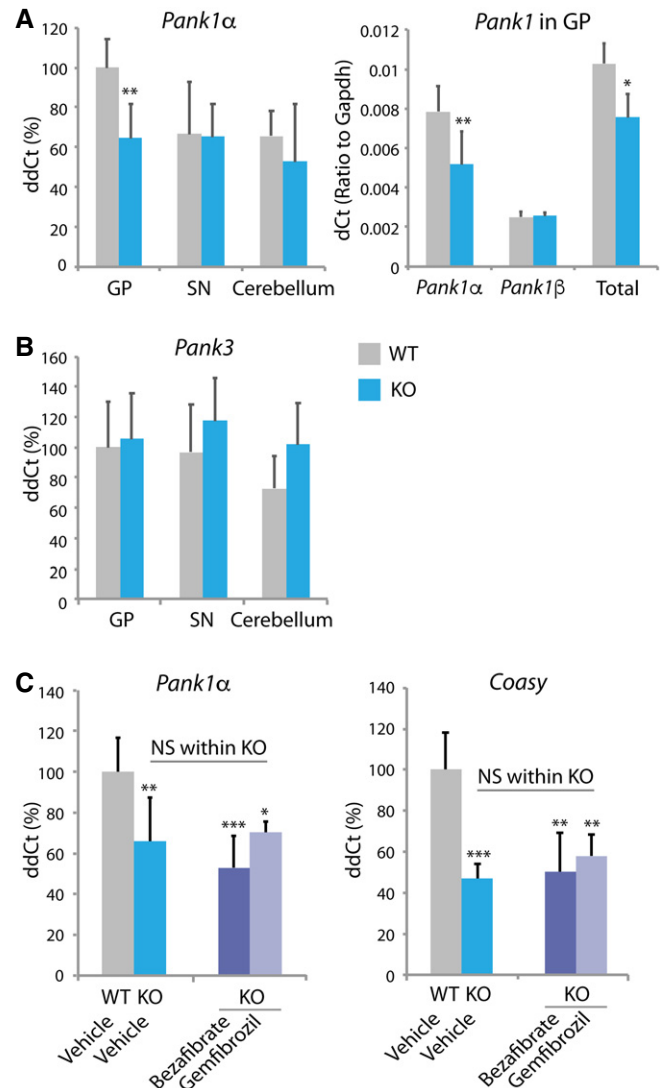 A
Pank1α
ddCt (%)
120
100
80
60
40
20
0
**
GP SN Cerebellum
Pank1 in GP
dCt (Ratio to Gapdh)
0.012
0.01
0.008
0.006
0.004
0.002
0
**
*
Pank1α Pank1β Total
B
Pank3
ddCt (%)
160
140
120
100
80
60
40
20
0
GP SN Cerebellum
WT
KO
C
Pank1α
ddCt (%)
140
120
100
80
60
40
20
0
NS within KO
**
***
*
WT KO KO
Vehicle
Vehicle
Bezafibrate
Gemfibrozil
Coasy
ddCt (%)
140
120
100
80
60
40
20
0
NS within KO
***
**
**
WT KO KO
Vehicle
Vehicle
Bezafibrate
Gemfibrozil